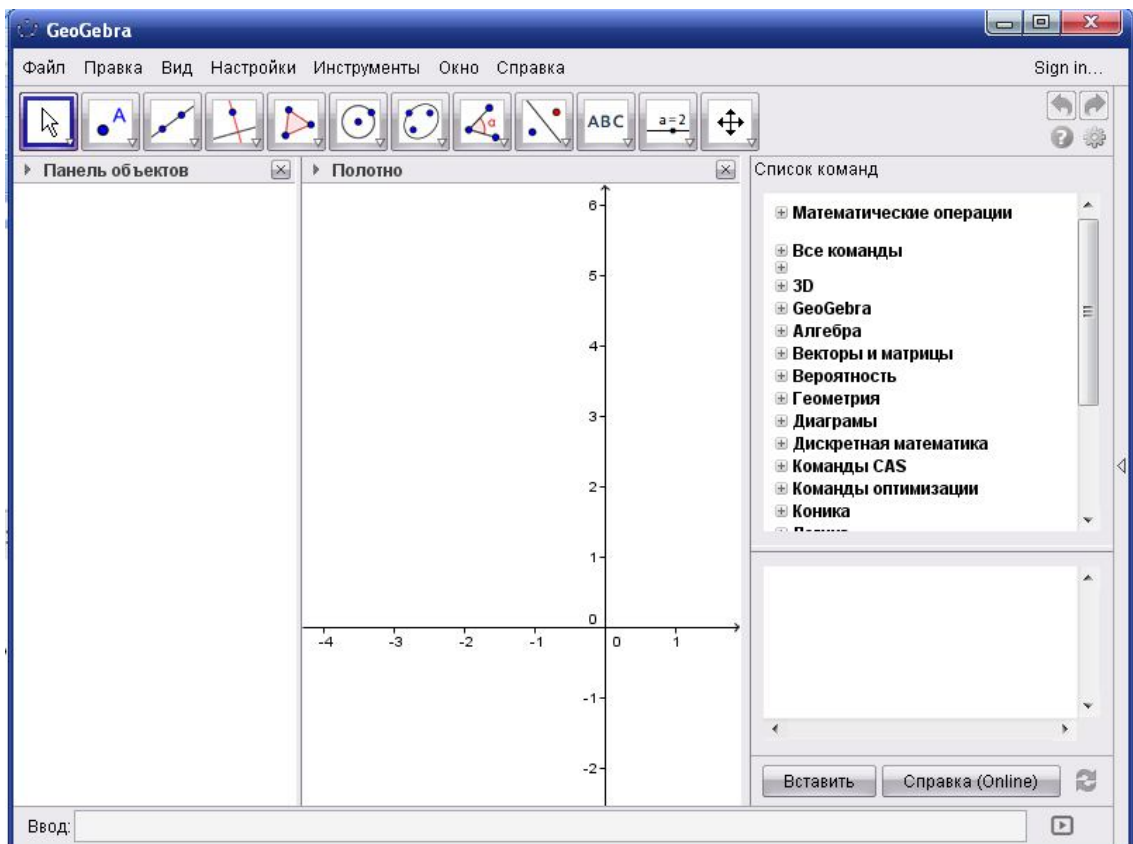 GeoGebra
Файл Правка Вид Настройки Инструменты Окно Справка Sign in...
A α ABC a=2
Панель объектов
Полотно
Список команд
Математические операции
Все команды
3D
GeoGebra
Алгебра
Векторы и матрицы
Вероятность
Геометрия
Диаграмы
Дискретная математика
Команды CAS
Команды оптимизации
Коника
6
5
4
3
2
1
0
-4 -3 -2 -1 0 1
-1
-2
Вставить Справка (Online)
Ввод: